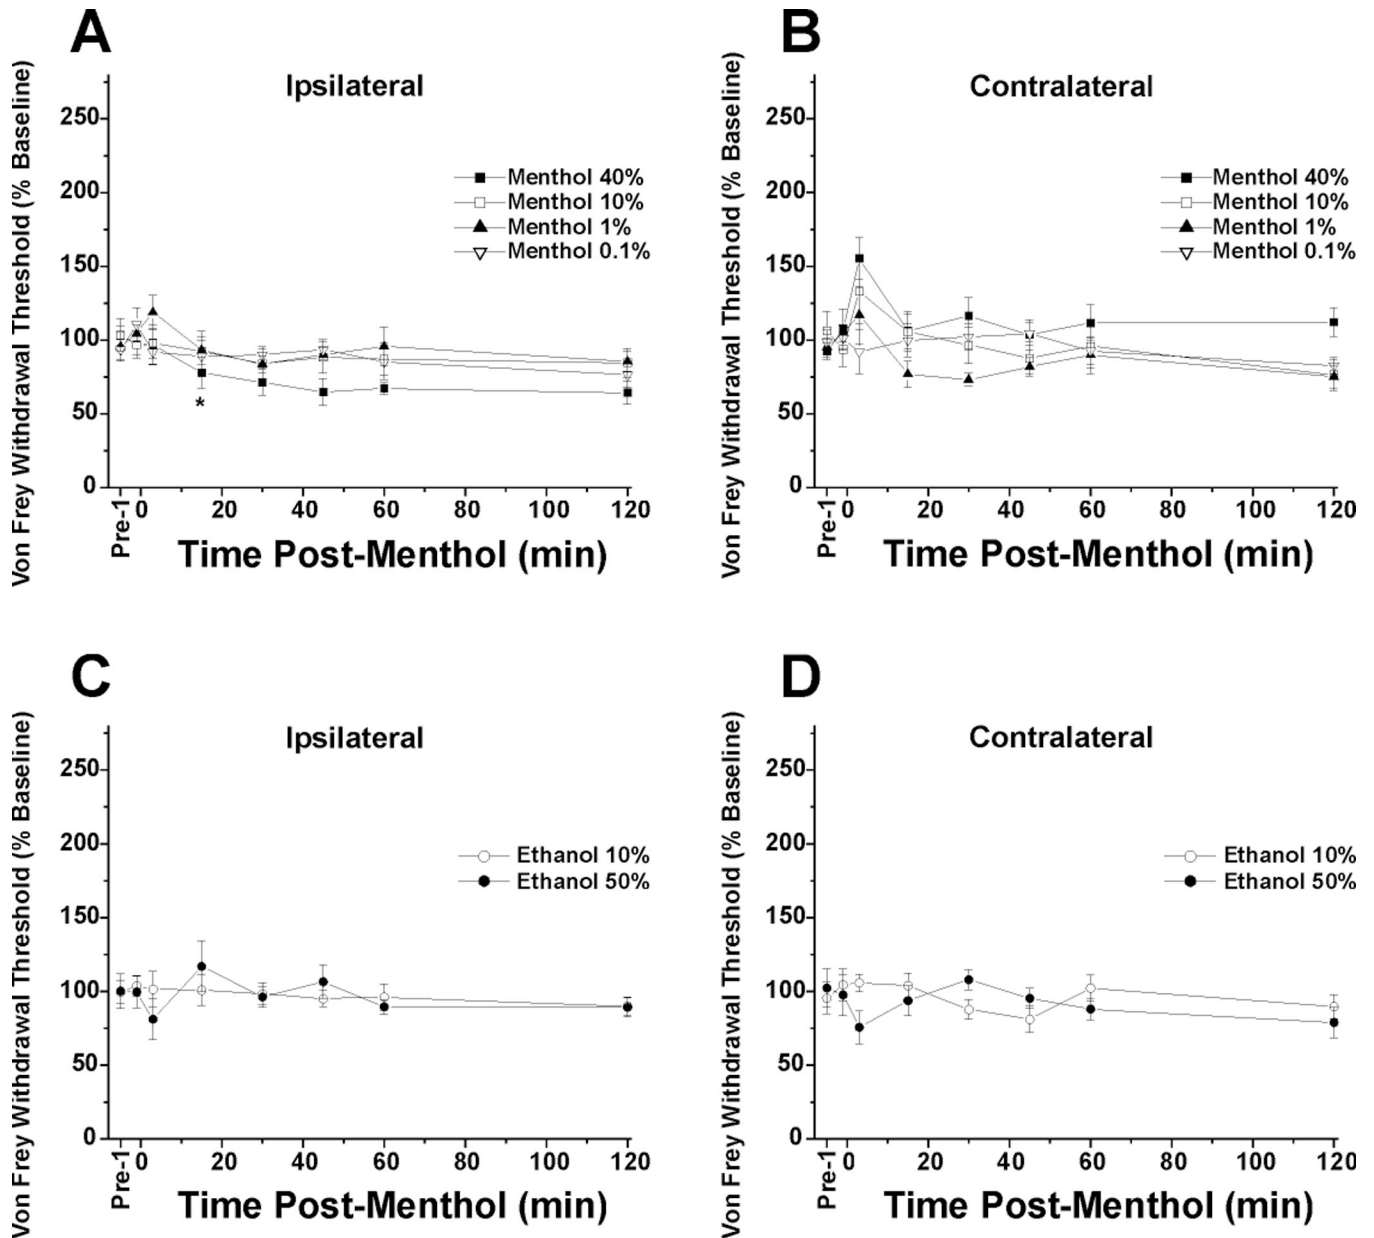 A
Ipsilateral
Von Frey Withdrawal Threshold (% Baseline)
250
200
150
100
50
0
Menthol 40%
Menthol 10%
Menthol 1%
Menthol 0.1%
*
Pre-1 0 20 40 60 80 100 120
Time Post-Menthol (min)
B
Contralateral
Von Frey Withdrawal Threshold (% Baseline)
250
200
150
100
50
0
Menthol 40%
Menthol 10%
Menthol 1%
Menthol 0.1%
Pre-1 0 20 40 60 80 100 120
Time Post-Menthol (min)
C
Ipsilateral
Von Frey Withdrawal Threshold (% Baseline)
250
200
150
100
50
0
Ethanol 10%
Ethanol 50%
Pre-1 0 20 40 60 80 100 120
Time Post-Menthol (min)
D
Contralateral
Von Frey Withdrawal Threshold (% Baseline)
250
200
150
100
50
0
Ethanol 10%
Ethanol 50%
Pre-1 0 20 40 60 80 100 120
Time Post-Menthol (min)